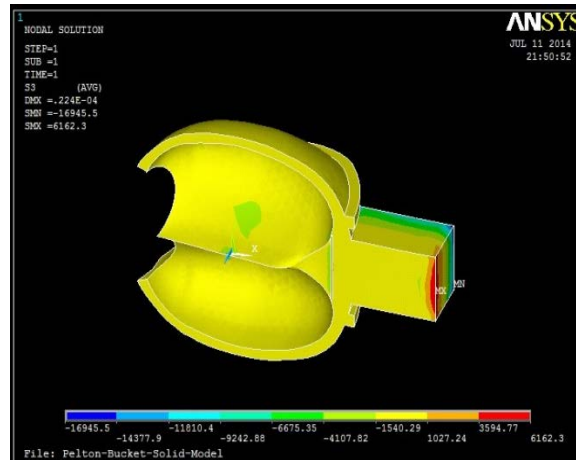 1
NODAL SOLUTION
STEP=1
SUB =1
TIME=1
S3 (AVG)
DMX =.224E-04
SMN =-16945.5
SMX =6162.3
ANSYS
JUL 11 2014
21:50:52
X
MX
MN
-16945.5 -11810.4 -6675.35 -1540.29 3594.77
-14377.9 -9242.88 -4107.82 1027.24 6162.3
File: Pelton-Bucket-Solid-Model